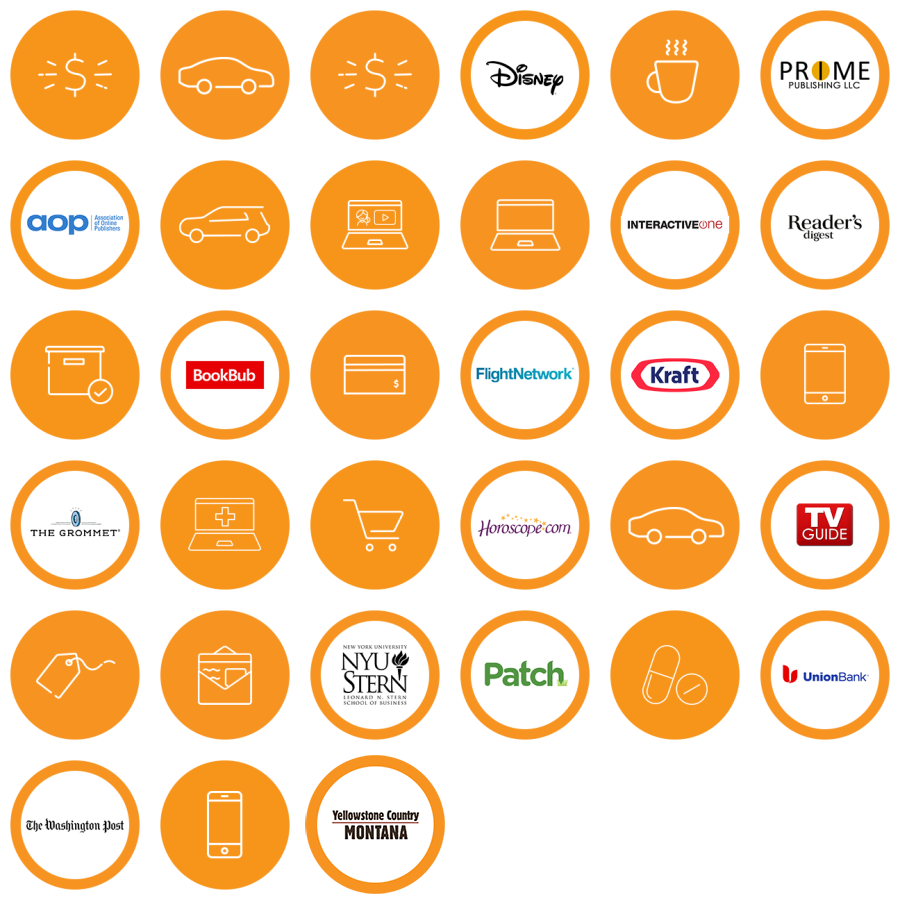 $
$
Disney
PRIME
PUBLISHING LLC
aop
Association
of Online
Publishers
INTERACTIVEone
Reader's
digest
BookBub
$
FlightNetwork
Kraft
THE GROMMET®
Horoscope.com
TV
GUIDE
NEW YORK UNIVERSITY
NYU
STERN
LEONARD N. STERN
SCHOOL OF BUSINESS
Patch
UnionBank
The Washington Post
Yellowstone Country
MONTANA